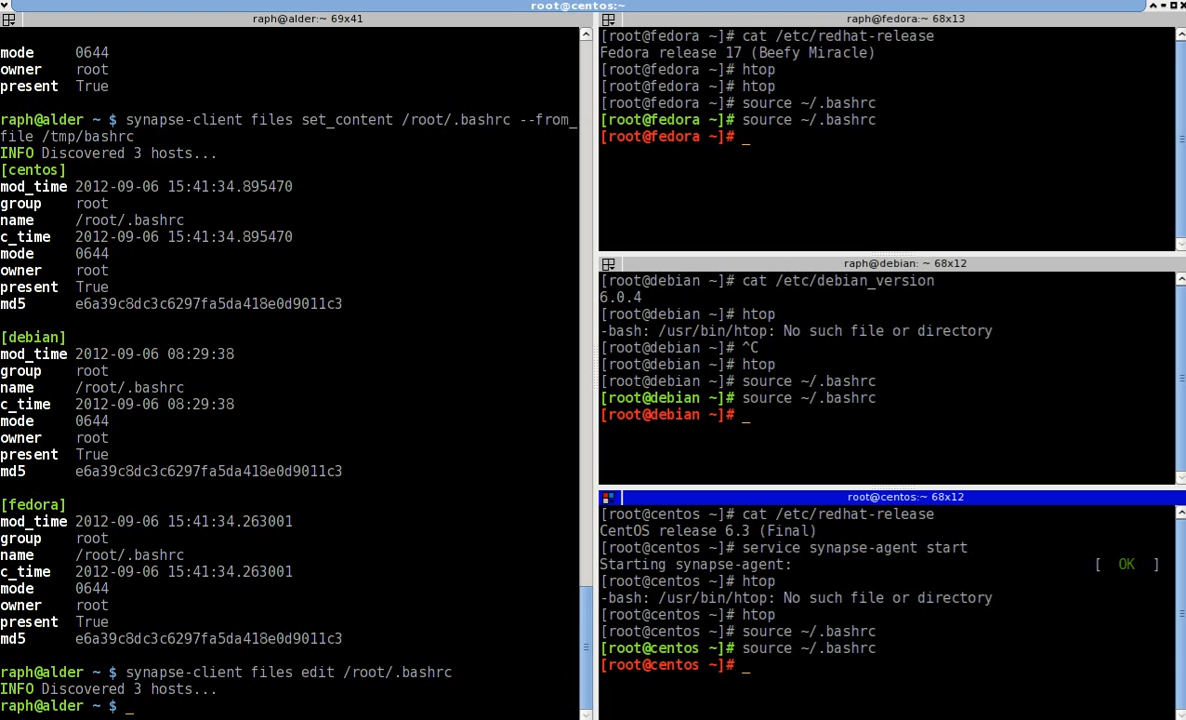 root@centos:~
raph@alder:~ 69x41
mode 0644
owner root
present True
raph@alder ~ $ synapse-client files set_content /root/.bashrc --from_
file /tmp/bashrc
INFO Discovered 3 hosts...
[centos]
mod_time 2012-09-06 15:41:34.895470
group root
name /root/.bashrc
c_time 2012-09-06 15:41:34.895470
mode 0644
owner root
present True
md5 e6a39c8dc3c6297fa5da418e0d9011c3
[debian]
mod_time 2012-09-06 08:29:38
group root
name /root/.bashrc
c_time 2012-09-06 08:29:38
mode 0644
owner root
present True
md5 e6a39c8dc3c6297fa5da418e0d9011c3
[fedora]
mod_time 2012-09-06 15:41:34.263001
group root
name /root/.bashrc
c_time 2012-09-06 15:41:34.263001
mode 0644
owner root
present True
md5 e6a39c8dc3c6297fa5da418e0d9011c3
raph@alder ~ $ synapse-client files edit /root/.bashrc
INFO Discovered 3 hosts...
raph@alder ~ $ _
raph@fedora:~ 68x13
[root@fedora ~]# cat /etc/redhat-release
Fedora release 17 (Beefy Miracle)
[root@fedora ~]# htop
[root@fedora ~]# htop
[root@fedora ~]# source ~/.bashrc
[root@fedora ~]# source ~/.bashrc
[root@fedora ~]# _
raph@debian: ~ 68x12
[root@debian ~]# cat /etc/debian_version
6.0.4
[root@debian ~]# htop
-bash: /usr/bin/htop: No such file or directory
[root@debian ~]# ^C
[root@debian ~]# htop
[root@debian ~]# source ~/.bashrc
[root@debian ~]# source ~/.bashrc
[root@debian ~]# _
root@centos:~ 68x12
[root@centos ~]# cat /etc/redhat-release
CentOS release 6.3 (Final)
[root@centos ~]# service synapse-agent start
Starting synapse-agent: [ OK ]
[root@centos ~]# htop
-bash: /usr/bin/htop: No such file or directory
[root@centos ~]# htop
[root@centos ~]# source ~/.bashrc
[root@centos ~]# source ~/.bashrc
[root@centos ~]# _